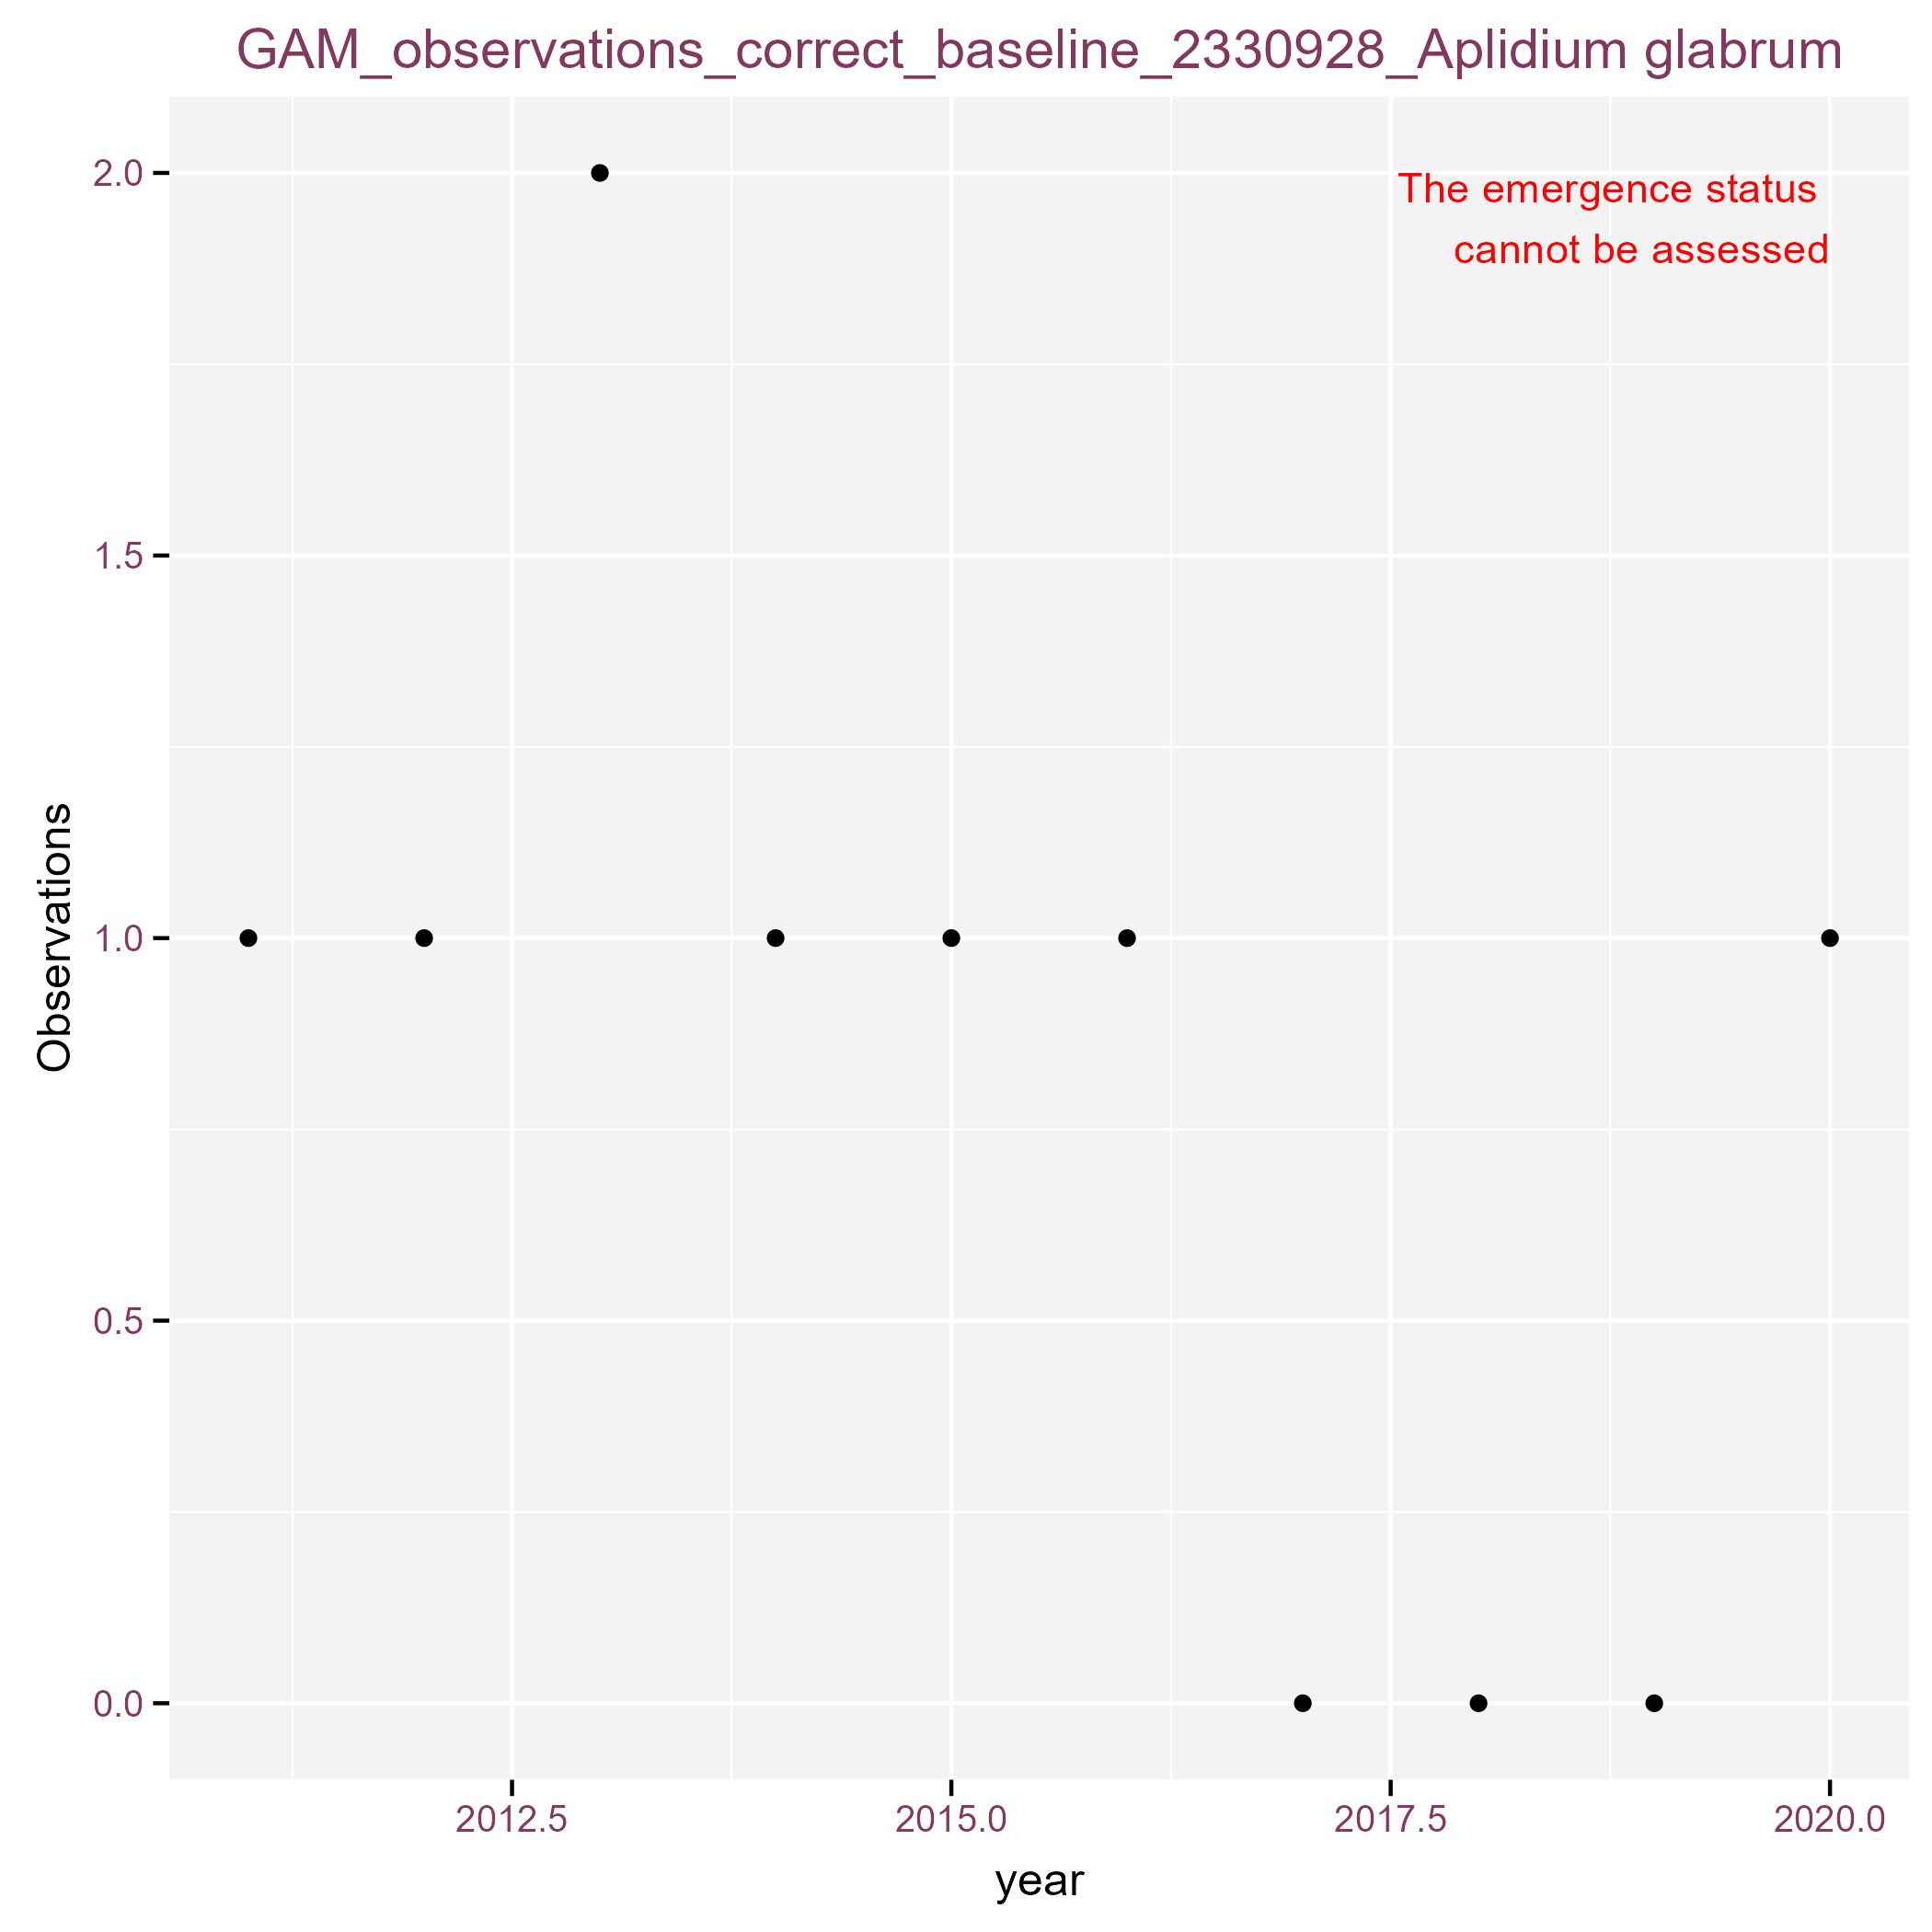 GAM_observations_correct_baseline_2330928_Aplidium glabrum
The emergence status
cannot be assessed
2.0
1.5
1.0
0.5
0.0
Observations
2012.5
2015.0
2017.5
2020.0
year